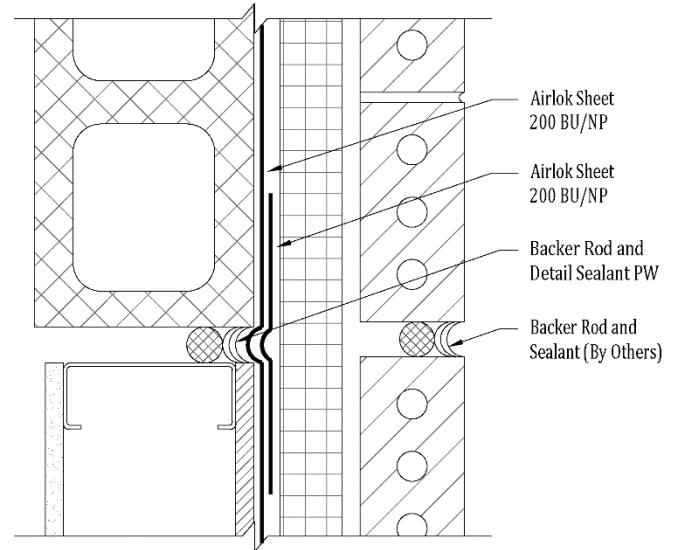 Airlok Sheet
200 BU/NP
Airlok Sheet
200 BU/NP
Backer Rod and
Detail Sealant PW
Backer Rod and
Sealant (By Others)